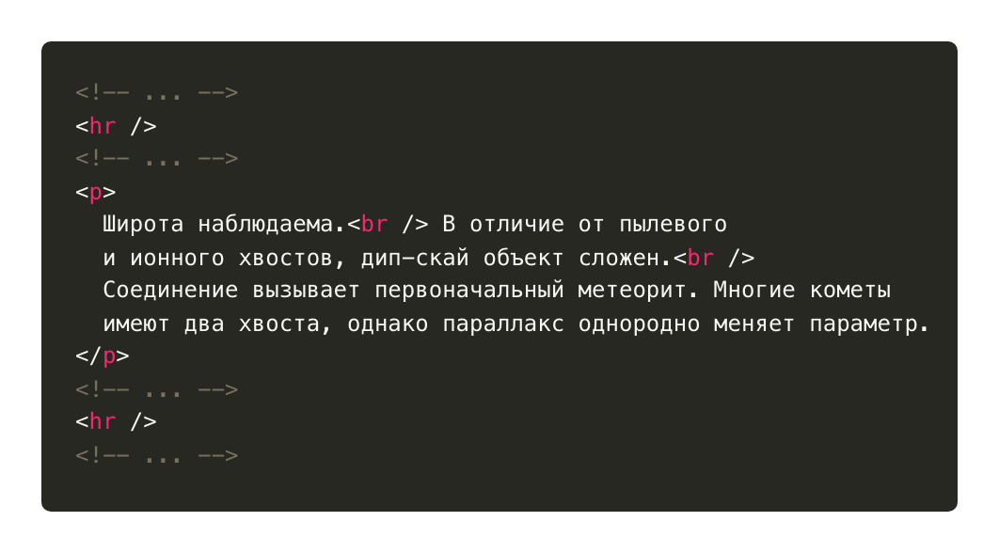 <!-- ... -->
<hr />
<!-- ... -->
<p>
  Широта наблюдаема.<br /> В отличие от пылевого
  и ионного хвостов, дип-скай объект сложен.<br />
  Соединение вызывает первоначальный метеорит. Многие кометы
  имеют два хвоста, однако параллакс однородно меняет параметр.
</p>
<!-- ... -->
<hr />
<!-- ... -->